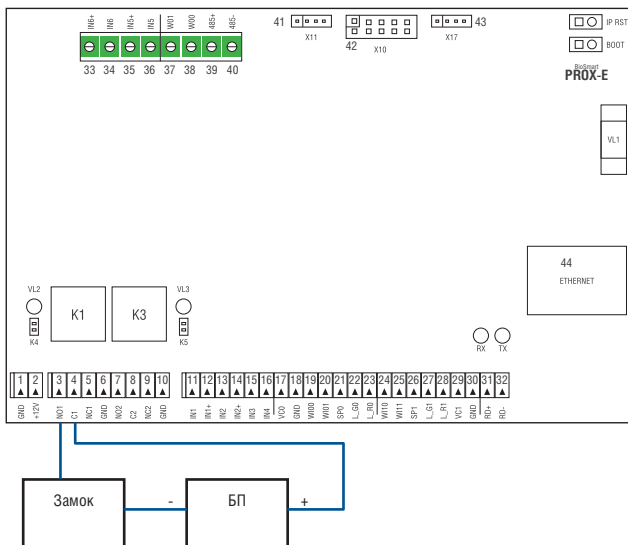 IN6+ IN6 IN5+ IN5 W01 W00 485+ 485-
33 34 35 36 37 38 39 40
41 X11
42 X10
X17 43
IP RST
BOOT
BioSmart
PROX-E
VL1
44
ETHERNET
VL2 K4
K1
K3
VL3 K5
RX TX
1 2 3 4 5 6 7 8 9 10 11 12 13 14 15 16 17 18 19 20 21 22 23 24 25 26 27 28 29 30 31 32
GND +12V NO1 C1 NC1 GND NO2 C2 NC2 GND IN1 IN1+ IN2 IN2+ IN3 IN4 VC0 GND WI00 WI01 SP0 L_G0 L_R0 WI10 WI11 SP1 L_G1 L_R1 VC1 GND RD+ RD-
Замок - БП +